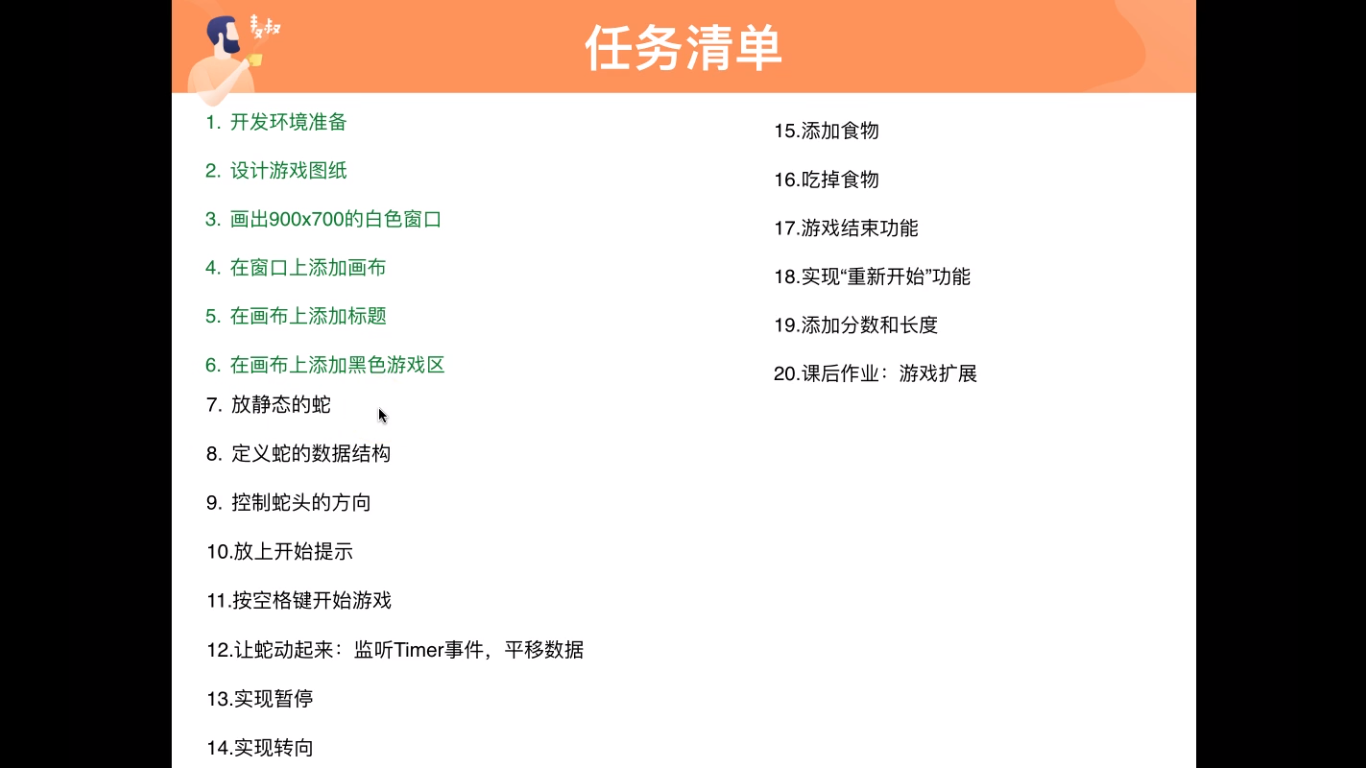 麦叔
任务清单
1. 开发环境准备
2. 设计游戏图纸
3. 画出900x700的白色窗口
4. 在窗口上添加画布
5. 在画布上添加标题
6. 在画布上添加黑色游戏区
7. 放静态的蛇
8. 定义蛇的数据结构
9. 控制蛇头的方向
10.放上开始提示
11.按空格键开始游戏
12.让蛇动起来：监听Timer事件，平移数据
13.实现暂停
14.实现转向
15.添加食物
16.吃掉食物
17.游戏结束功能
18.实现“重新开始”功能
19.添加分数和长度
20.课后作业：游戏扩展